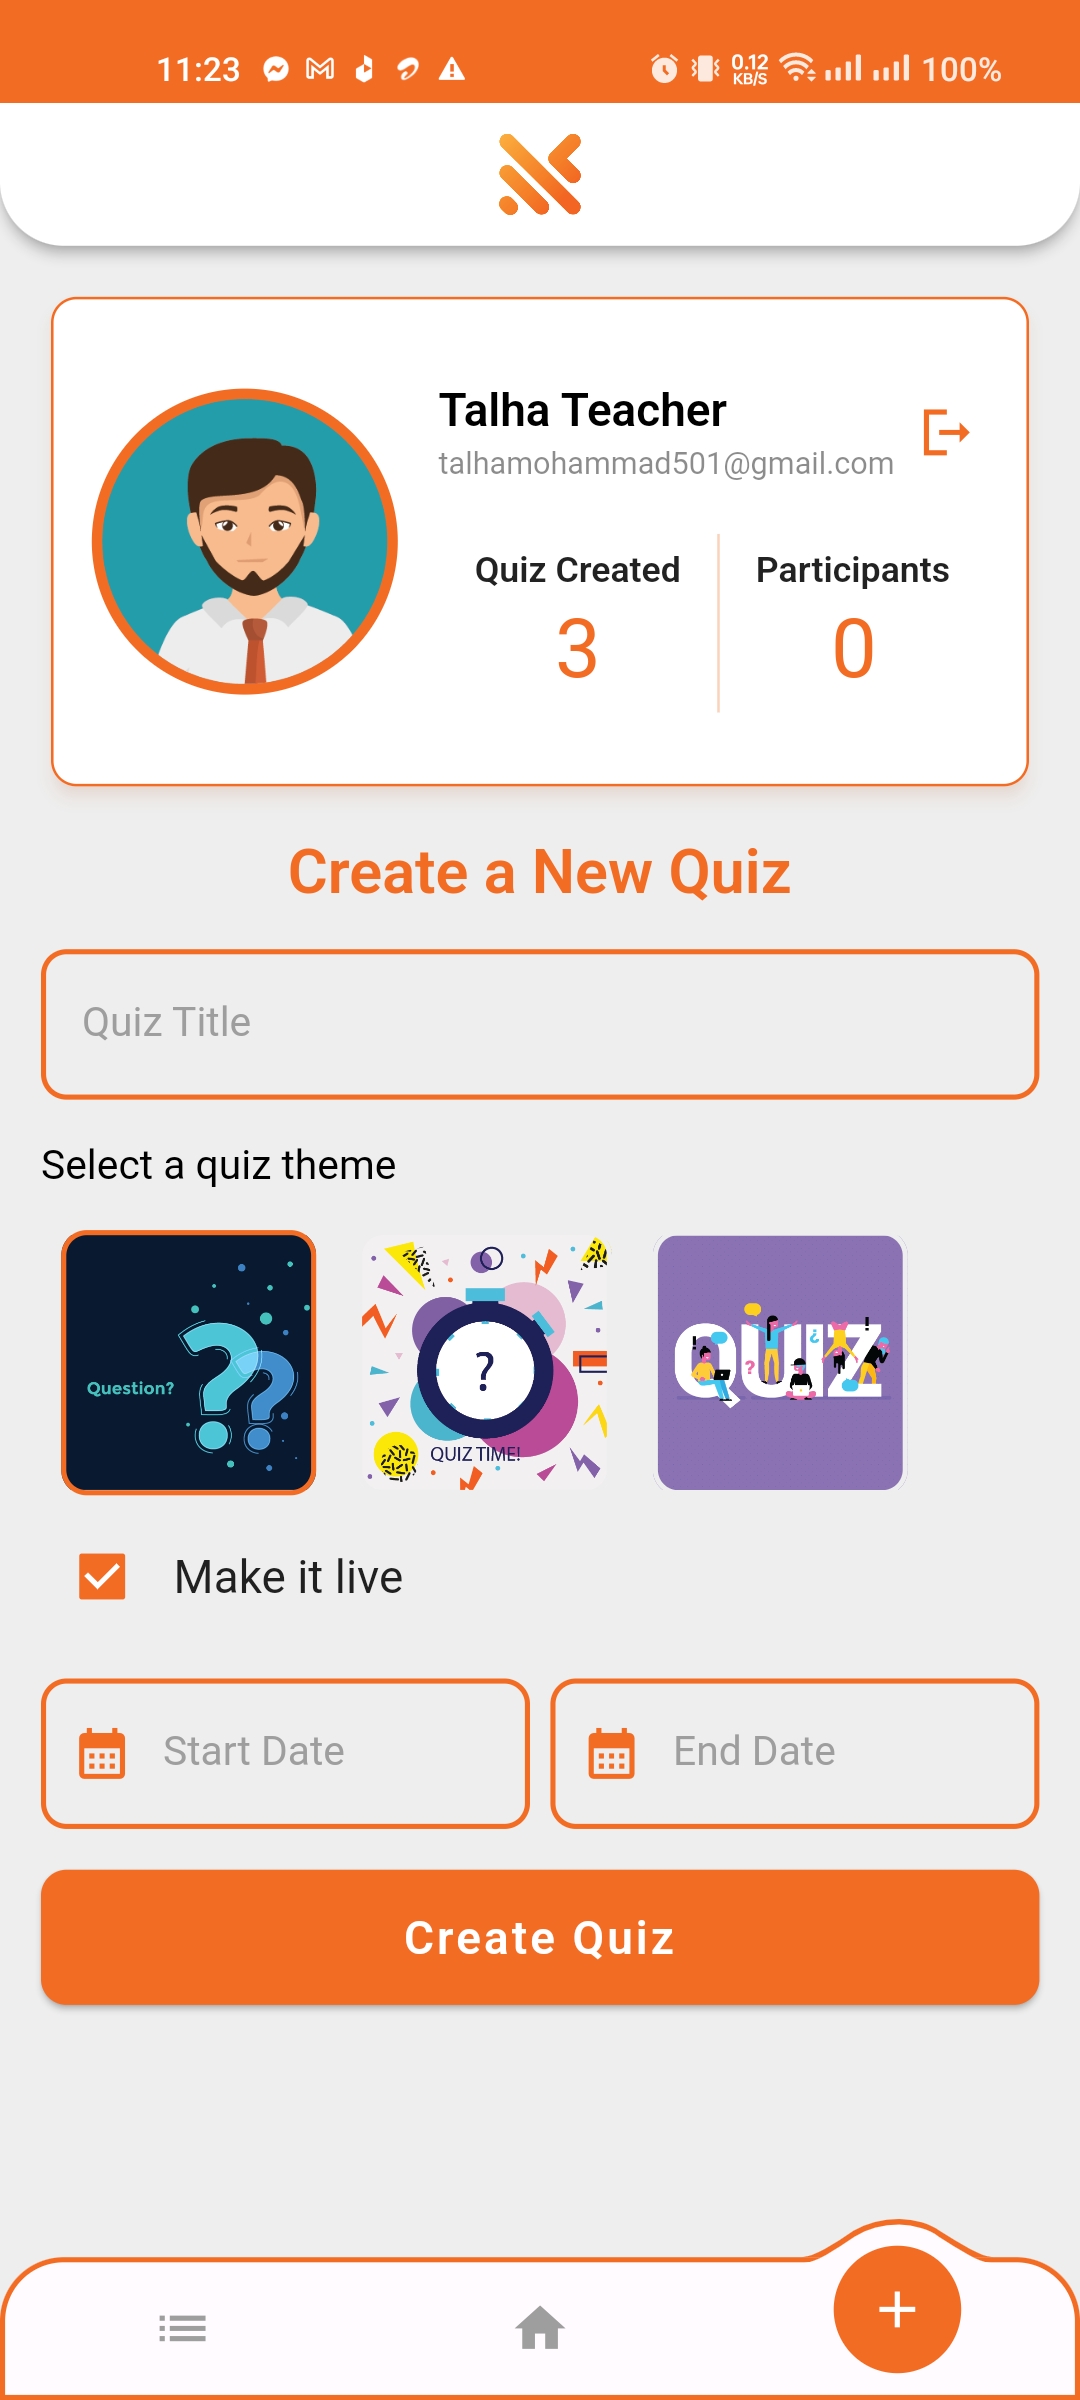 11:23 0.12 KB/S 100%
Talha Teacher
talhamohammad501@gmail.com
Quiz Created Participants
3 0
Create a New Quiz
Quiz Title
Select a quiz theme
Question? ??
?
QUIZ TIME!
QUIZ
Make it live
Start Date End Date
Create Quiz